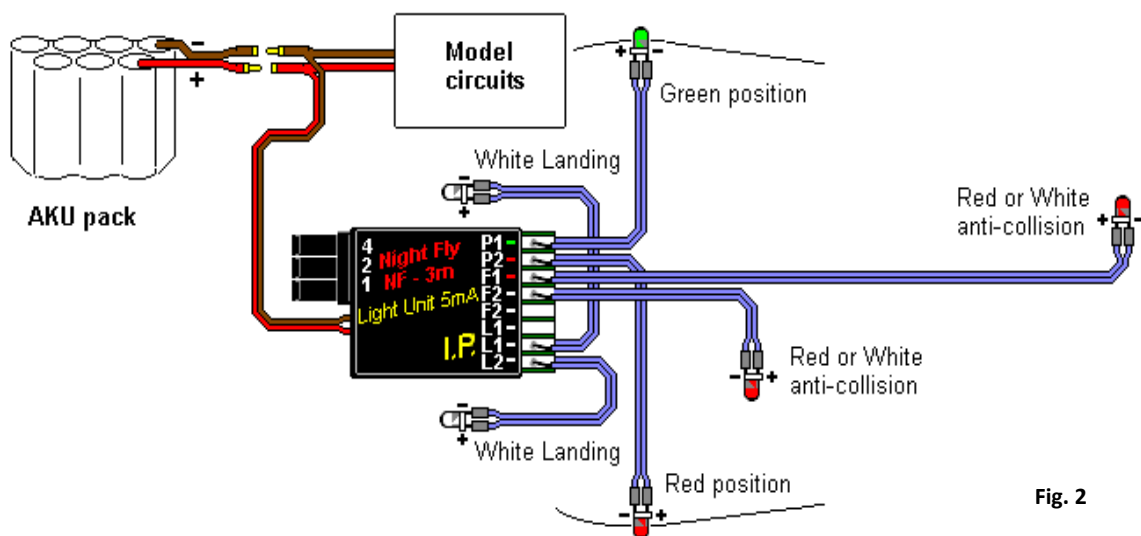 -
+
AKU pack
Model
circuits
+ -
Green position
White Landing
-
+
Red or White
anti-collision
+ -
4
2
1
Night Fly
NF - 3m
Light Unit 5mA
I.P.
P1 -
P2 -
F1 -
F2 -
F2 -
L1 -
L1 -
L2 -
- +
Red or White
anti-collision
-
+
White Landing
Red position
- +
Fig. 2